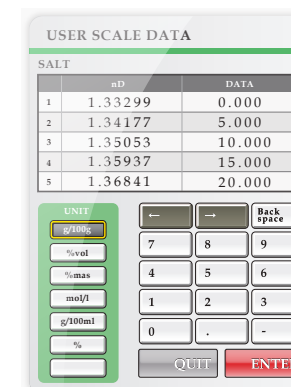 USER SCALE DATA
SALT
nD DATA
1 1.33299 0.000
2 1.34177 5.000
3 1.35053 10.000
4 1.35937 15.000
5 1.36841 20.000
UNIT
g/100g
%vol
%mas
mol/l
g/100ml
%
← → Back space
7 8 9
4 5 6
1 2 3
0 . -
QUIT ENTE